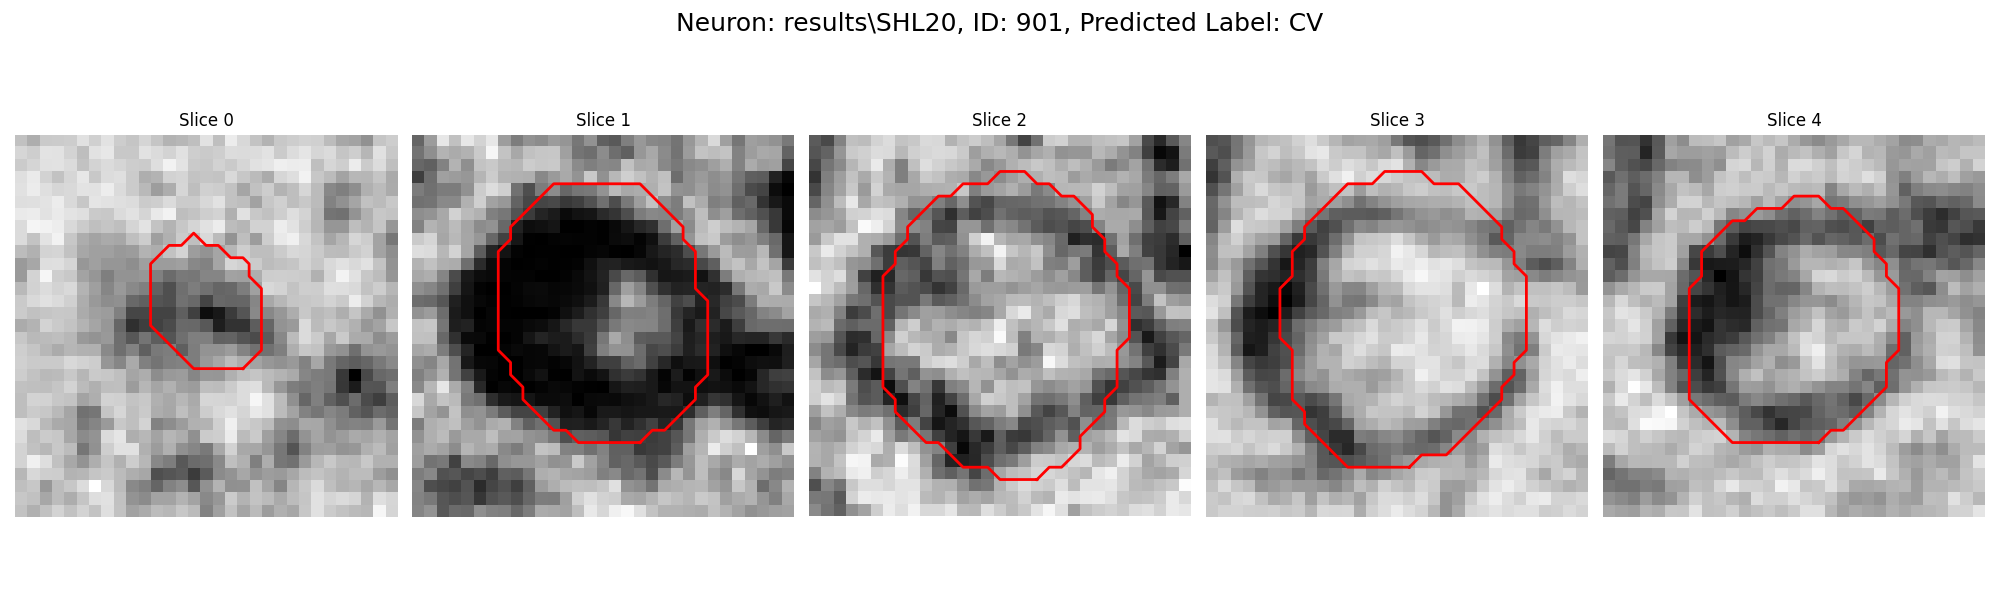 Neuron: results\SHL20, ID: 901, Predicted Label: CV
Slice 0
Slice 1
Slice 2
Slice 3
Slice 4